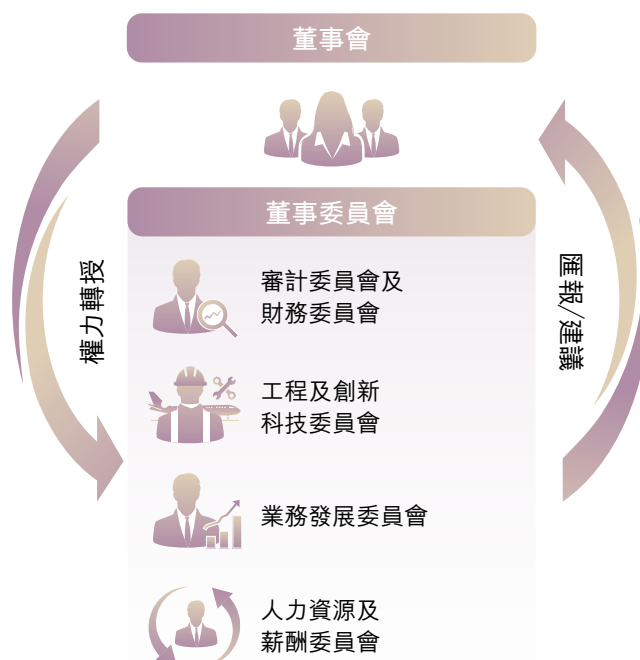 董事會
董事委員會
權力轉授
審計委員會及
財務委員會
工程及創新
科技委員會
業務發展委員會
人力資源及
薪酬委員會
匯報/建議